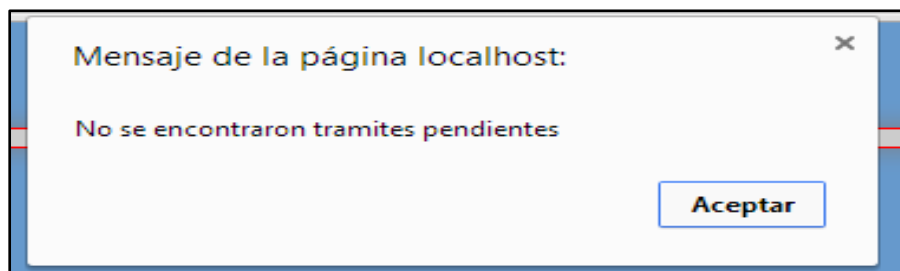 Mensaje de la página localhost:
No se encontraron tramites pendientes
Aceptar